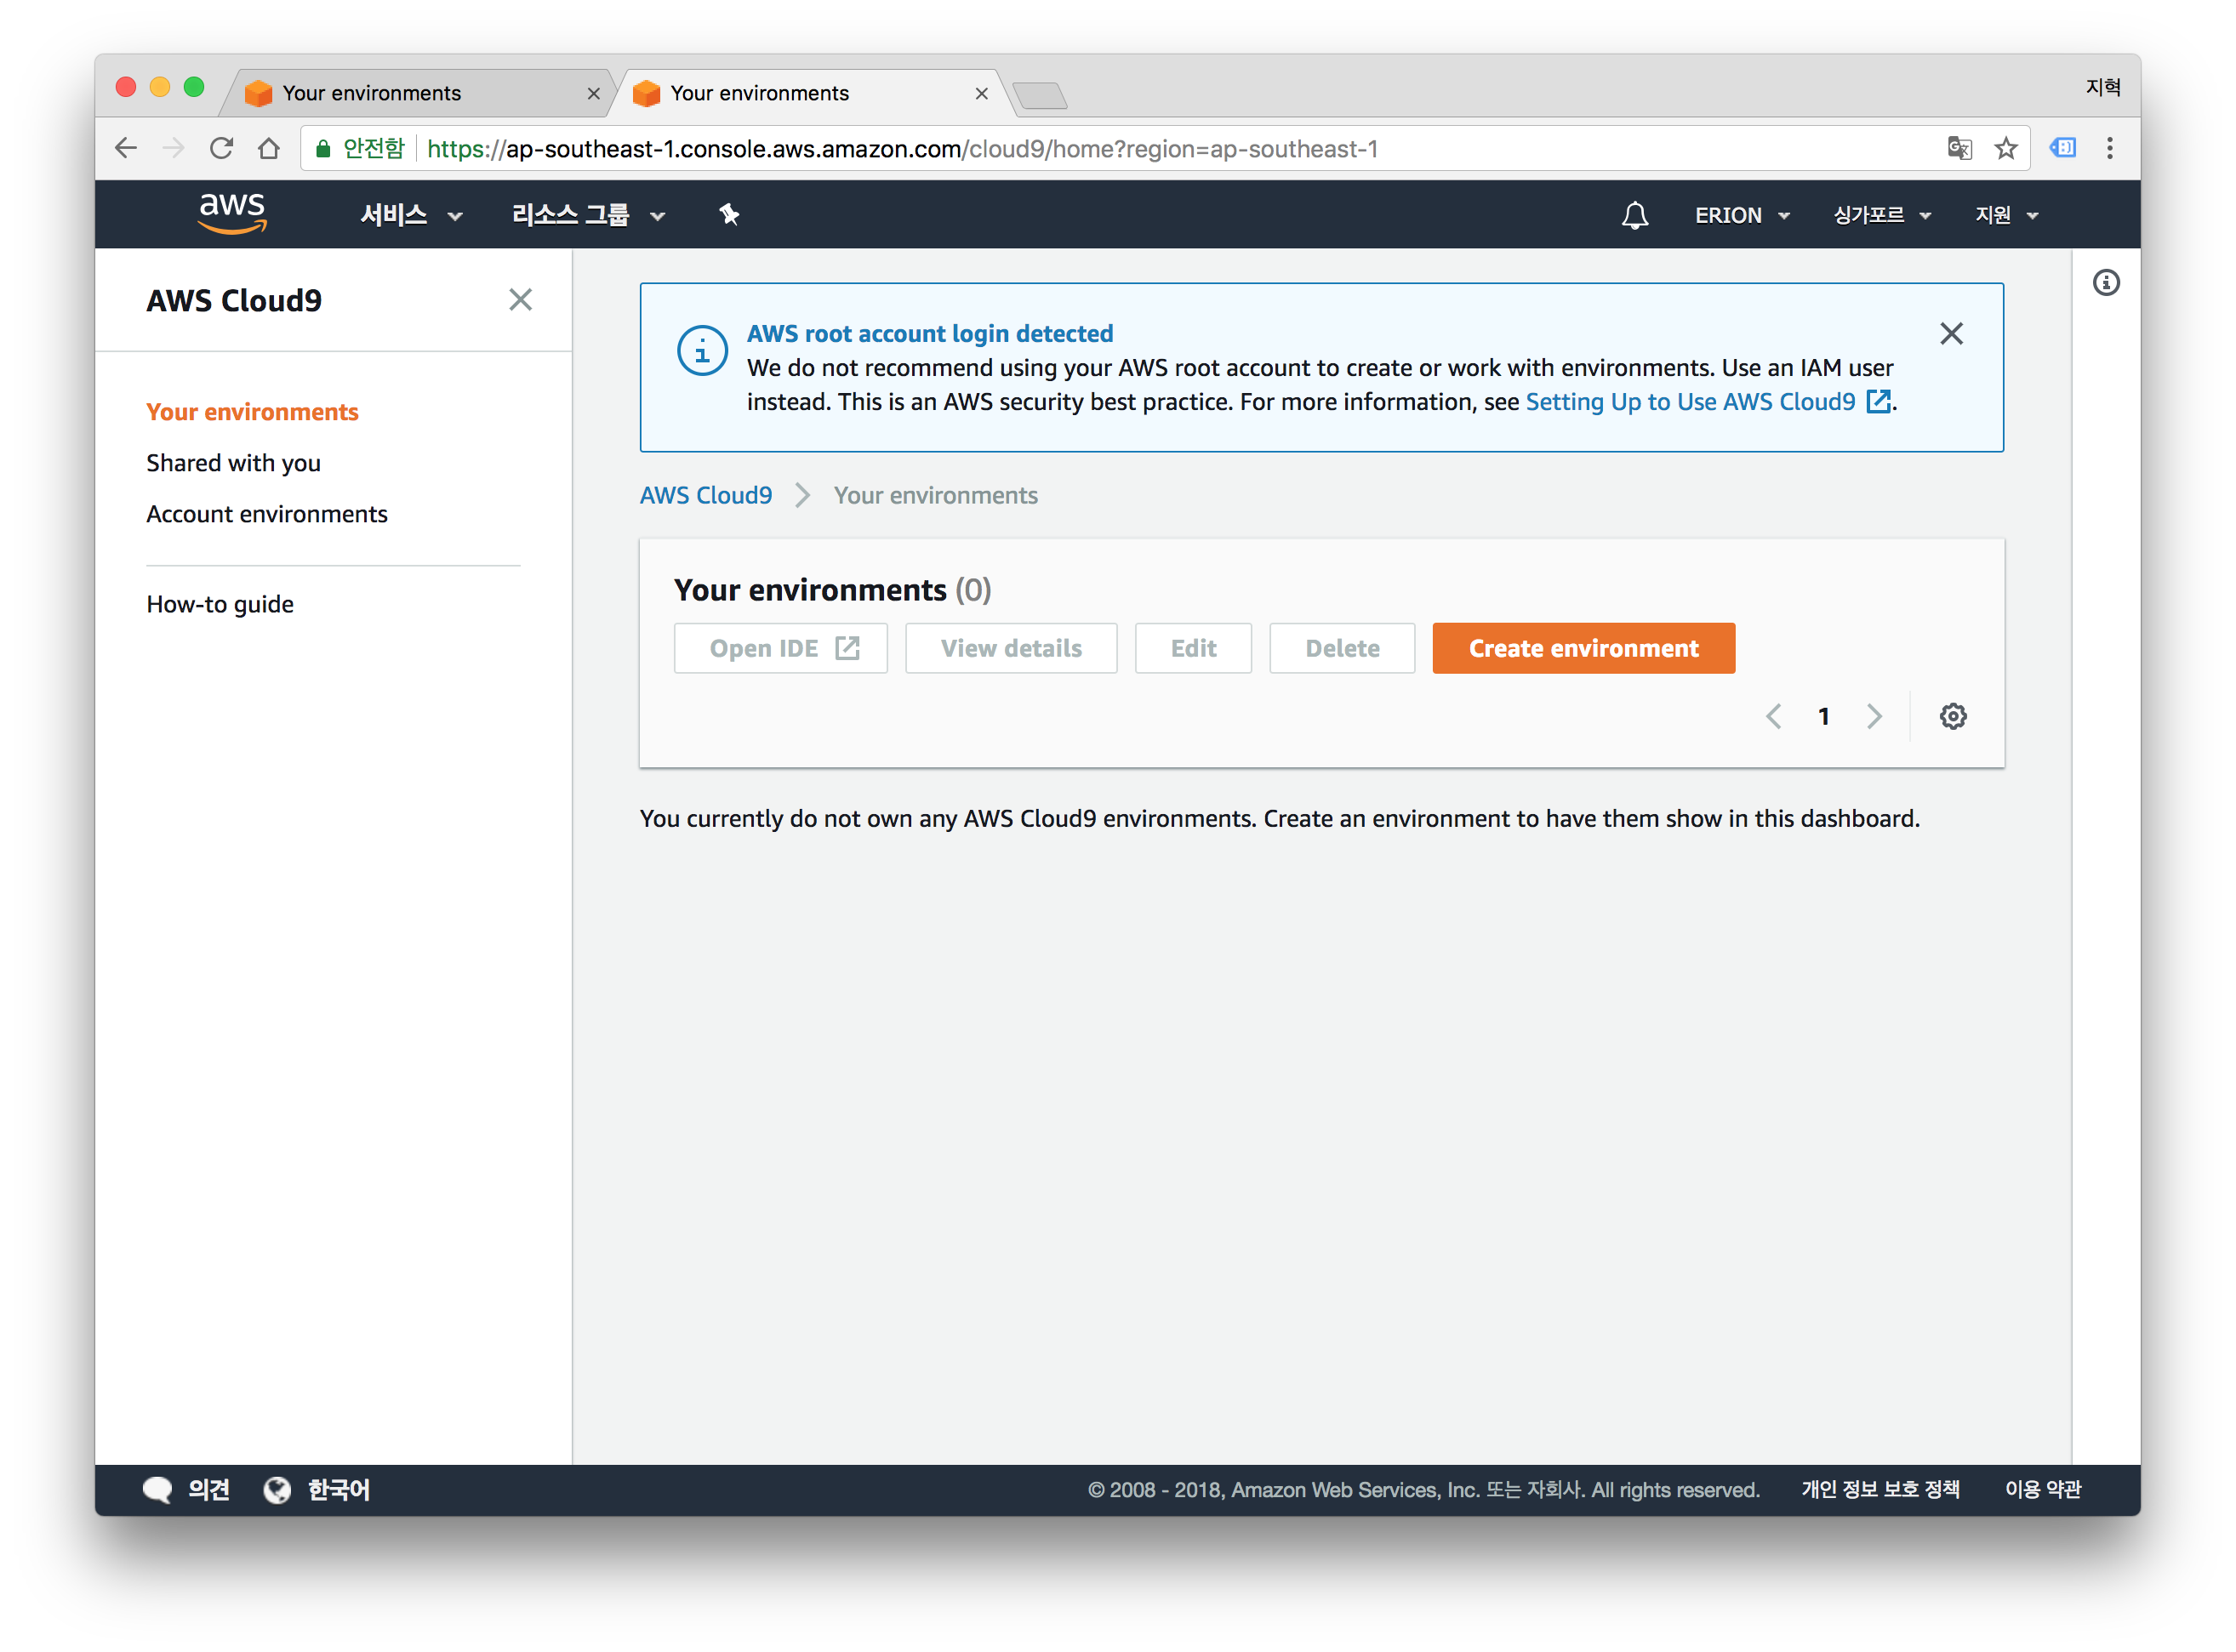 Your environments
Your environments
지혁
안전함 https://ap-southeast-1.console.aws.amazon.com/cloud9/home?region=ap-southeast-1
aws 서비스 리소스 그룹 ERION 싱가포르 지원
AWS Cloud9
Your environments
Shared with you
Account environments
How-to guide
AWS root account login detected
We do not recommend using your AWS root account to create or work with environments. Use an IAM user
instead. This is an AWS security best practice. For more information, see Setting Up to Use AWS Cloud9.
AWS Cloud9 Your environments
Your environments (0)
Open IDE View details Edit Delete Create environment
1
You currently do not own any AWS Cloud9 environments. Create an environment to have them show in this dashboard.
의견 한국어 © 2008 - 2018, Amazon Web Services, Inc. 또는 자회사. All rights reserved. 개인 정보 보호 정책 이용 약관